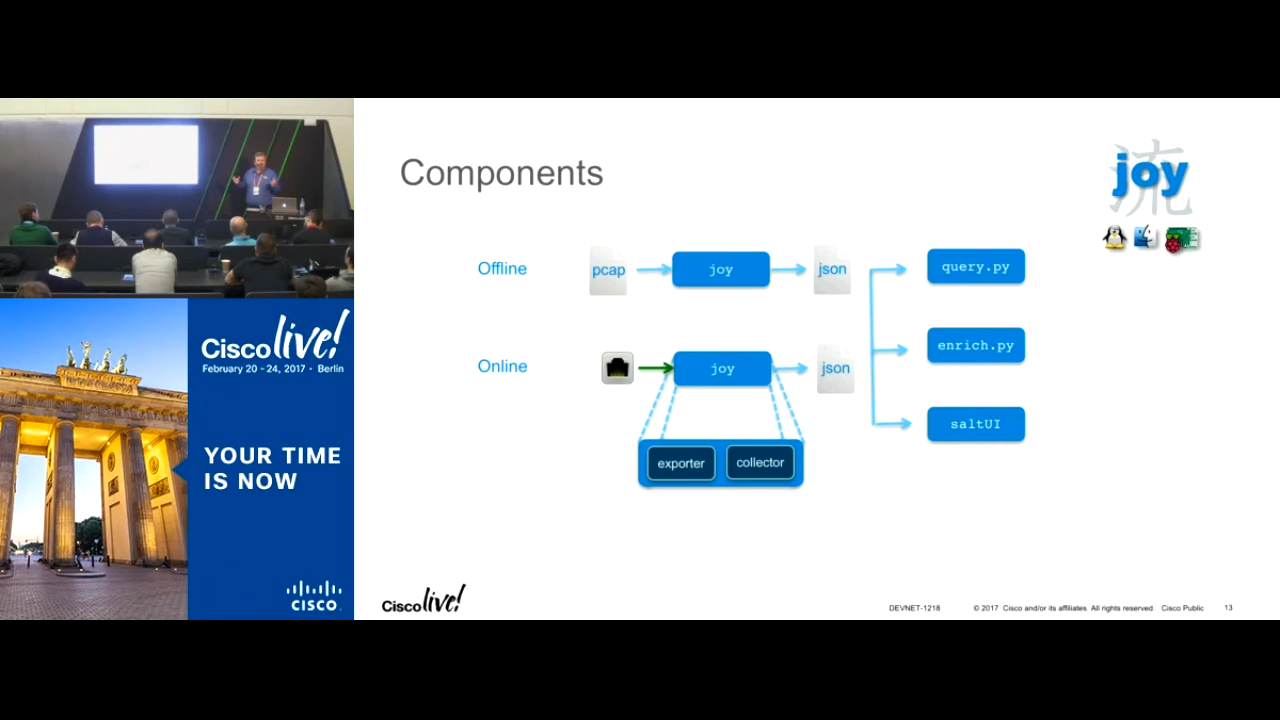 Cisco live!
February 20 - 24, 2017 • Berlin
YOUR TIME
IS NOW
CISCO
Components
流
joy
Offline
pcap
joy
json
query.py
enrich.py
Online
joy
json
saltUI
exporter
collector
Cisco live!
DEVNET-1218
© 2017 Cisco and/or its affiliates. All rights reserved. Cisco Public
13